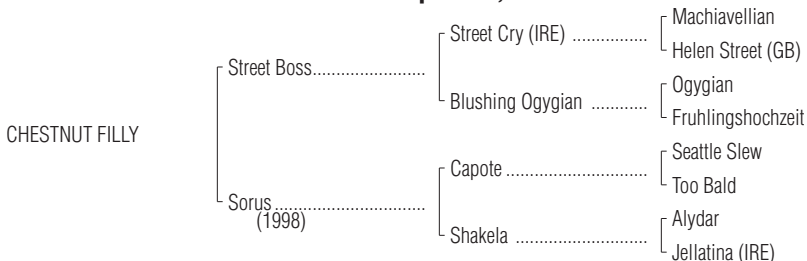 Machiavellian
Street Cry (IRE) ................
Helen Street (GB)
Street Boss........................
Ogygian
Blushing Ogygian ............
Fruhlingshochzeit
CHESTNUT FILLY
Seattle Slew
Capote ..............................
Too Bald
Sorus ................................
(1998)
Alydar
Shakela ............................
Jellatina (IRE)